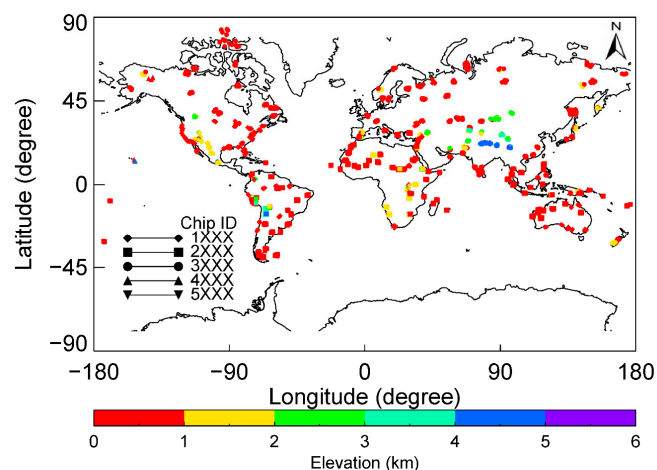 90
N
45
0
−45
−90
Latitude (degree)
Chip ID
1XXX
2XXX
3XXX
4XXX
5XXX
−180 −90 0 90 180
Longitude (degree)
0 1 2 3 4 5 6
Elevation (km)